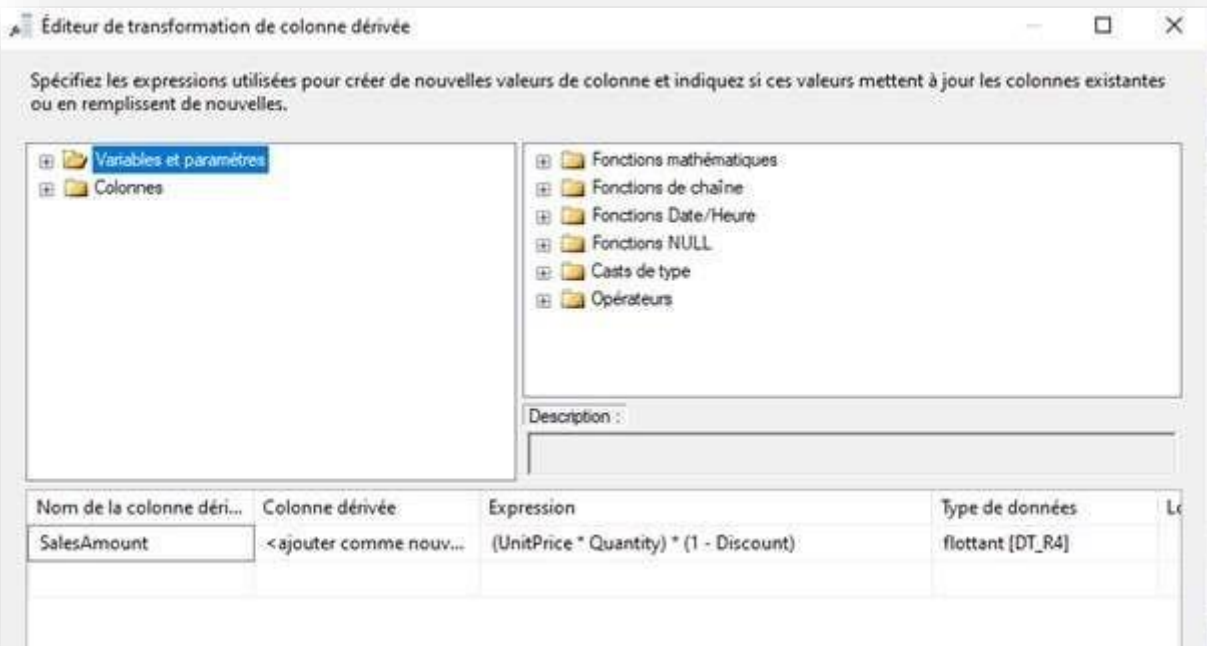 Éditeur de transformation de colonne dérivée
Spécifiez les expressions utilisées pour créer de nouvelles valeurs de colonne et indiquez si ces valeurs mettent à jour les colonnes existantes
ou en remplissent de nouvelles.
Variables et paramètres
Colonnes
Fonctions mathématiques
Fonctions de chaîne
Fonctions Date/Heure
Fonctions NULL
Casts de type
Opérateurs
Description :
Nom de la colonne déri... Colonne dérivée Expression Type de données
SalesAmount <ajouter comme nouv... (UnitPrice * Quantity) * (1 - Discount) flottant [DT_R4]